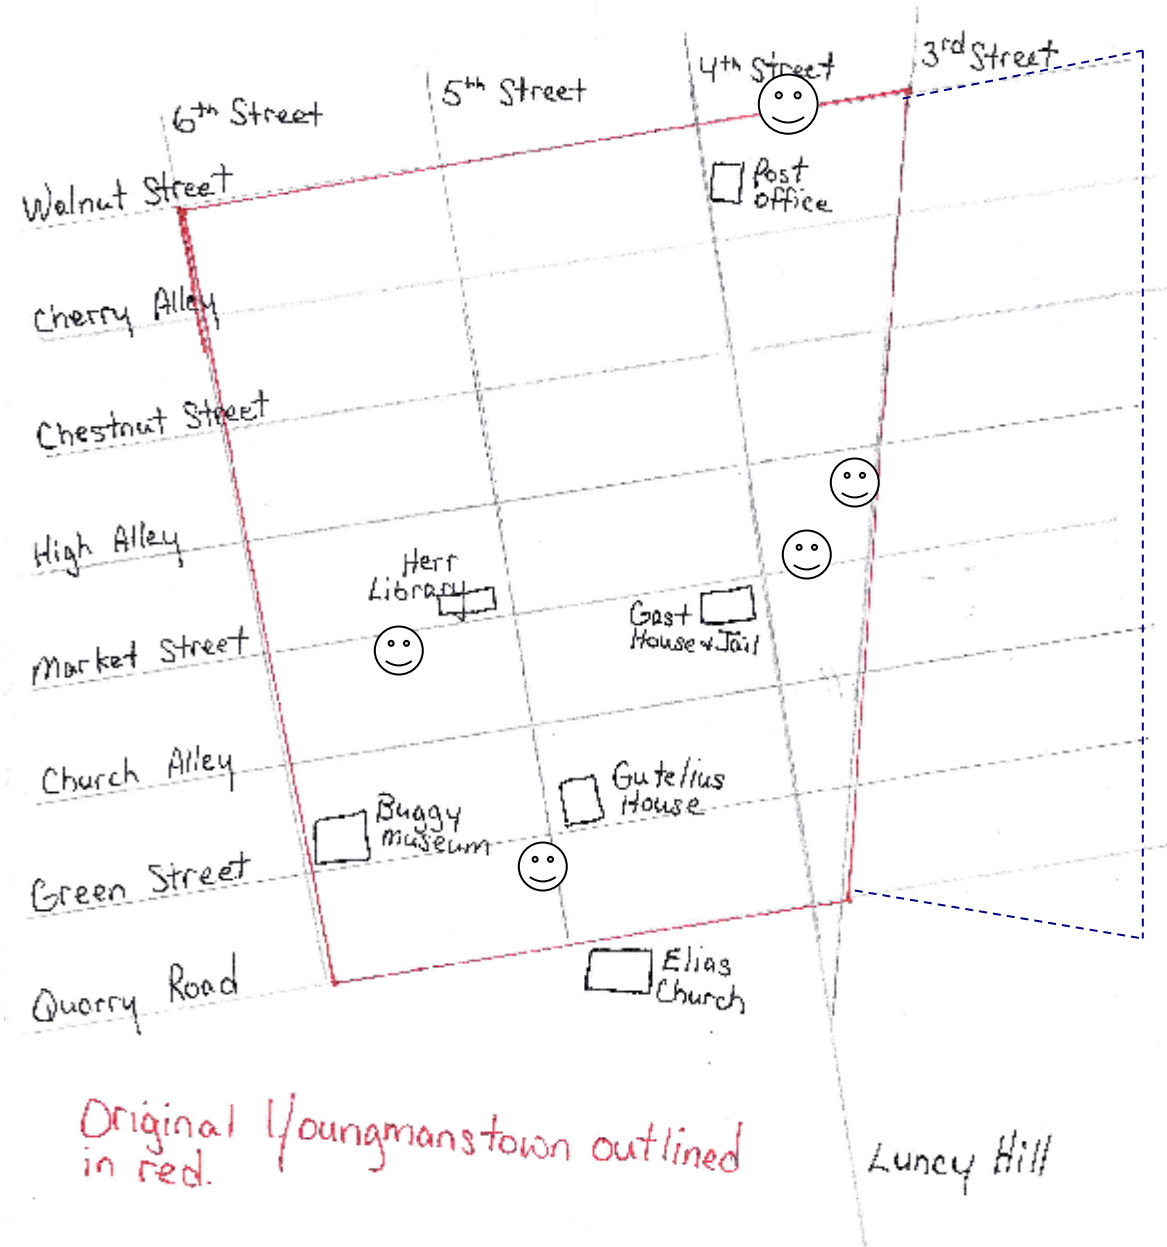 3rd Street
4th Street
5th Street
6th Street
Walnut Street
Post
Office
Cherry Alley
Chestnut Street
High Alley
Herr
Library
Gast
House & Jail
Market Street
Church Alley
Gutelius
House
Buggy
Museum
Green Street
Elias
Church
Quarry Road
Original Youngmanstown outlined
in red.
Luncy Hill